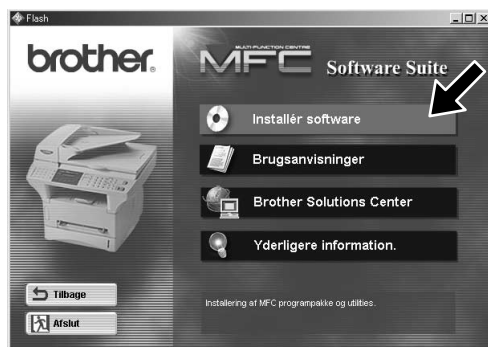 Flash
brother.
MULTI-FUNCTION CENTRE
MFC
Software Suite
Installér software
Brugsanvisninger
Brother Solutions Center
Yderligere information.
Tilbage
Afslut
Installering af MFC programpakke og utilities.